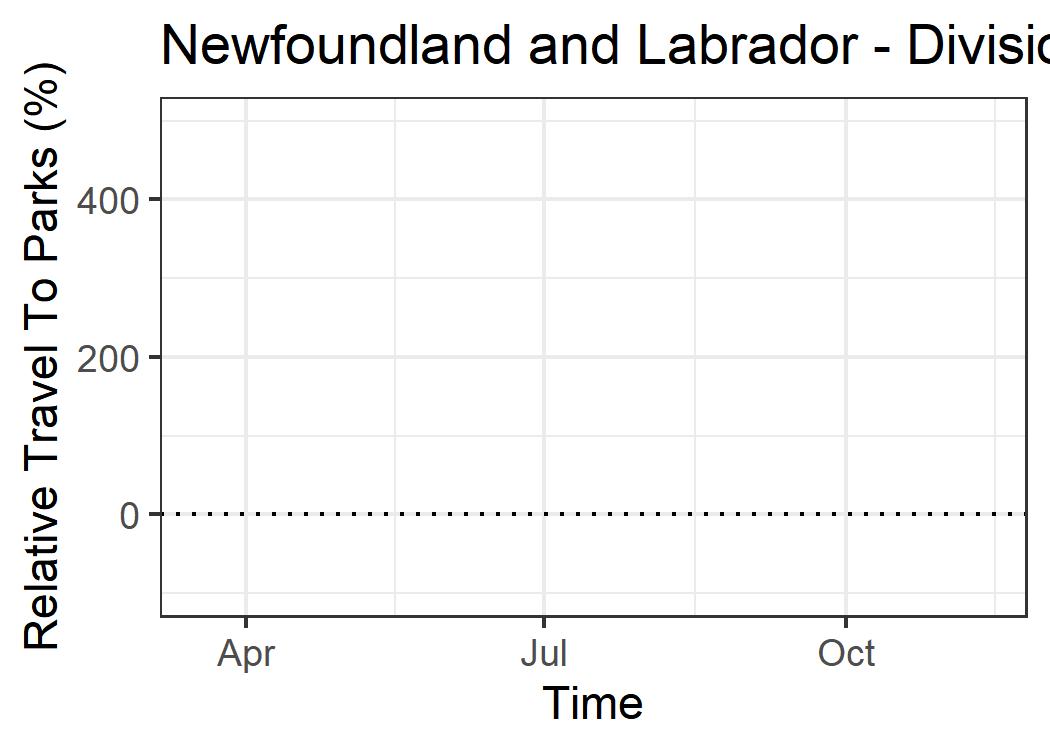 Newfoundland and Labrador - Divisio
Relative Travel To Parks (%)
400
200
0
Apr Jul Oct
Time